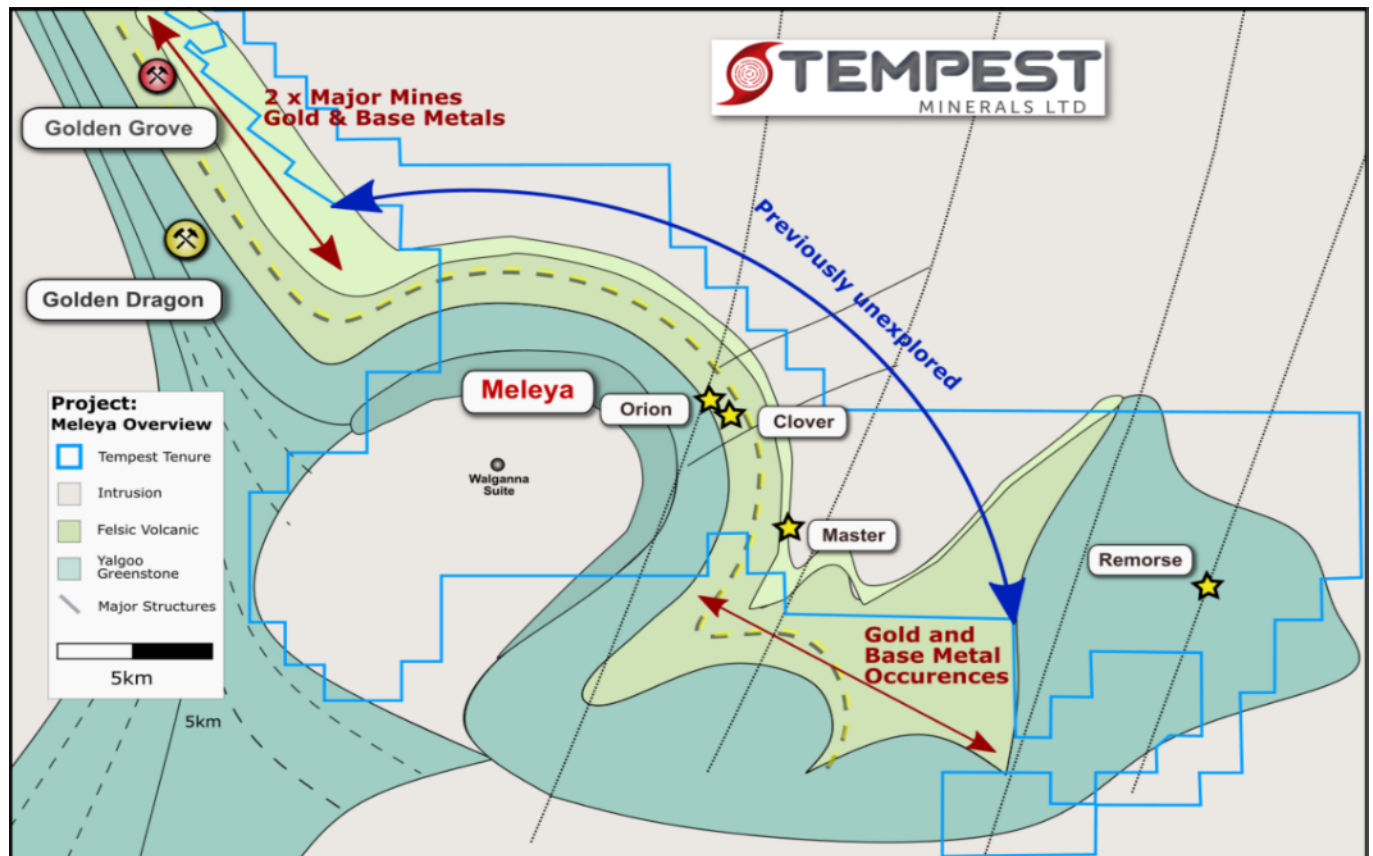 TEMPEST
MINERALS LTD
2 x Major Mines
Gold & Base Metals
Golden Grove
Previously unexplored
Golden Dragon
Meleya
Orion
Clover
Walganna
Suite
Master
Remorse
Gold and
Base Metal
Occurences
Project:
Meleya Overview
Tempest Tenure
Intrusion
Felsic Volcanic
Yalgoo
Greenstone
Major Structures
5km
5km